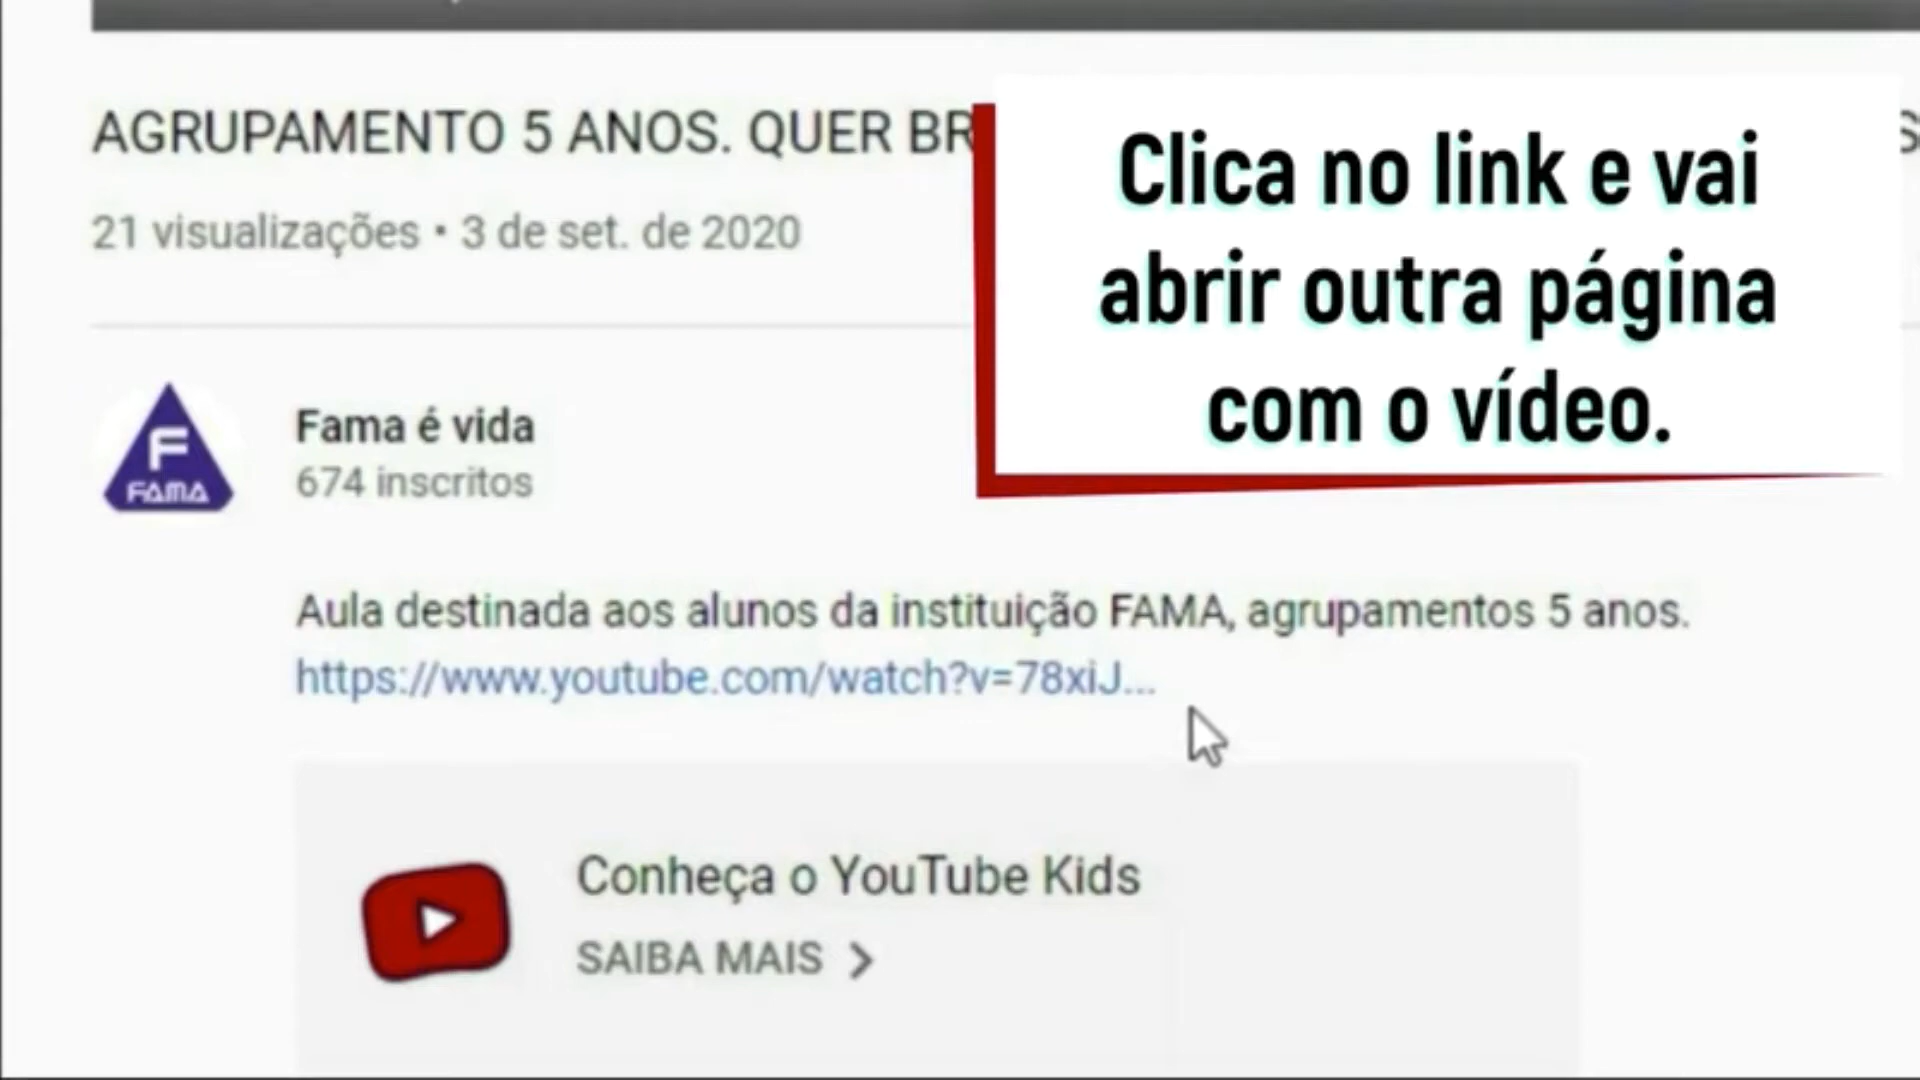 AGRUPAMENTO 5 ANOS. QUER BR
21 visualizações • 3 de set. de 2020
Clica no link e vai
abrir outra página
com o vídeo.
F
FAMA
Fama é vida
674 inscritos
Aula destinada aos alunos da instituição FAMA, agrupamentos 5 anos.
https://www.youtube.com/watch?v=78xiJ...
Conheça o YouTube Kids
SAIBA MAIS